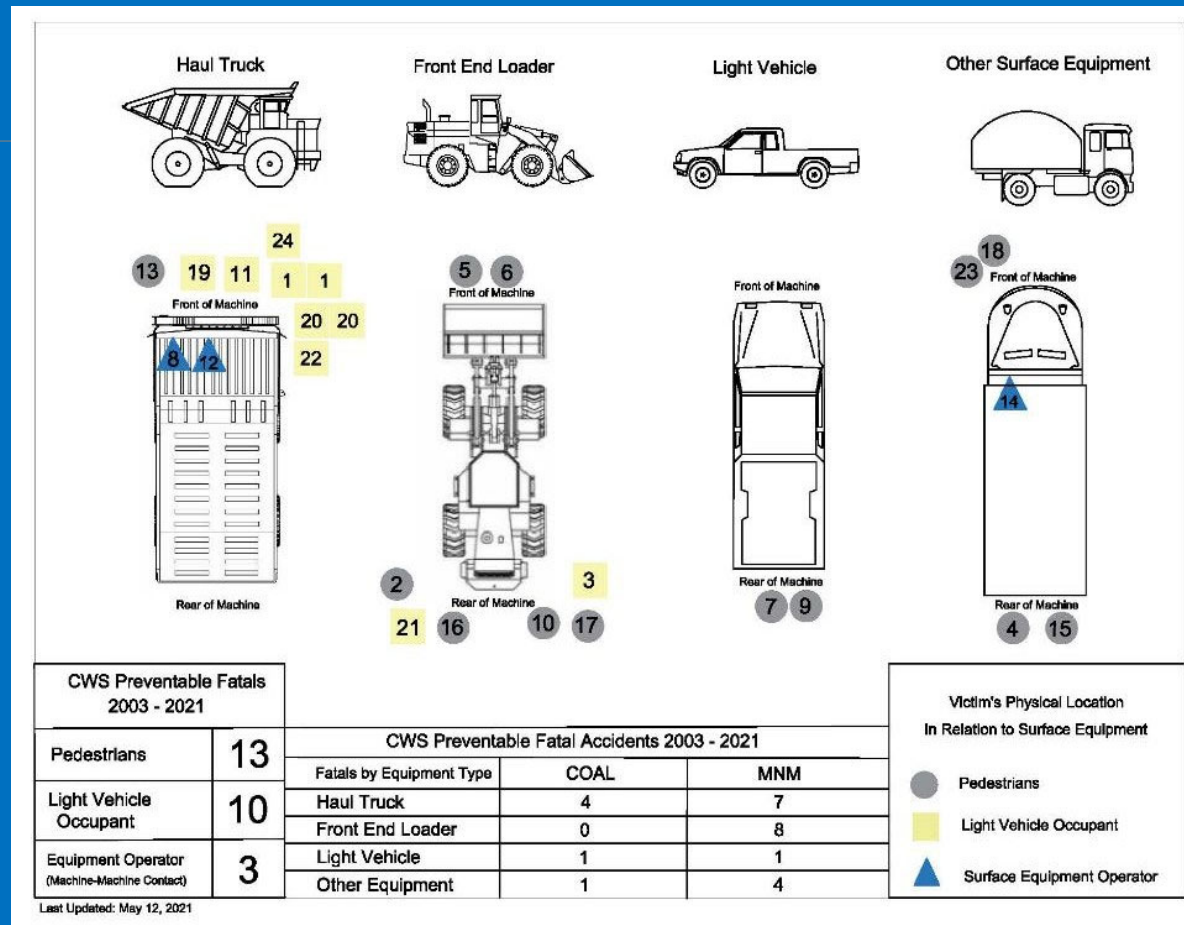 Haul Truck
Front End Loader
Light Vehicle
Other Surface Equipment
24
13 19 11 1 1
Front of Machine
20 20
8 12
22
Rear of Machine
5 6
Front of Machine
2
3
Rear of Machine
21 16 10 17
Front of Machine
Rear of Machine
7 9
18
23
Front of Machine
14
Rear of Machine
4 15
CWS Preventable Fatals
2003 - 2021
Pedestrians 13
Light Vehicle
Occupant
10
Equipment Operator
(Machine-Machine Contact)
3
CWS Preventable Fatal Accidents 2003 - 2021
Fatals by Equipment Type COAL MNM
Haul Truck 4 7
Front End Loader 0 8
Light Vehicle 1 1
Other Equipment 1 4
Victim's Physical Location
In Relation to Surface Equipment
Pedestrians
Light Vehicle Occupant
Surface Equipment Operator
Last Updated: May 12, 2021